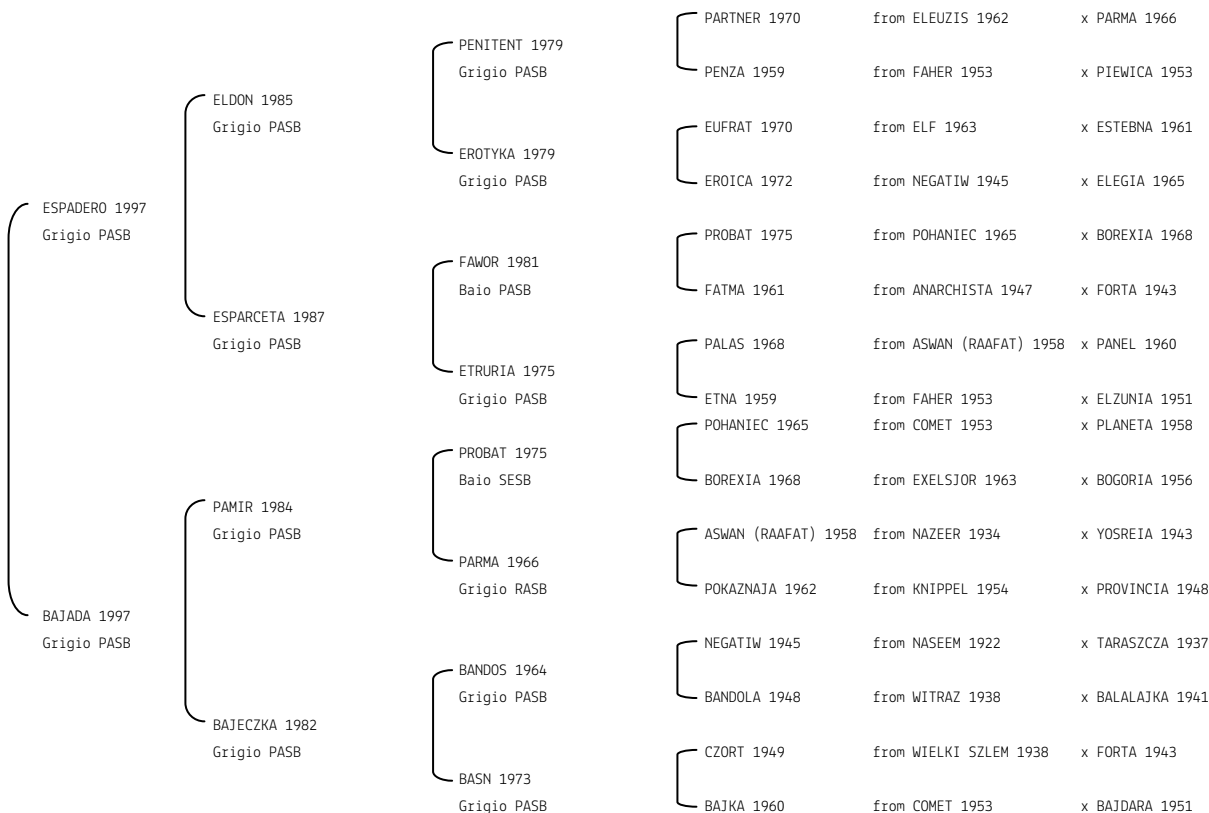 PARTNER 1970 from ELEUZIS 1962 x PARMA 1966
PENITENT 1979
Grigio PASB PENZA 1959 from FAHER 1953 x PIEWICA 1953
ELDON 1985
Grigio PASB EUFRAT 1970 from ELF 1963 x ESTEBNA 1961
EROTYKA 1979
Grigio PASB EROICA 1972 from NEGATIW 1945 x ELEGIA 1965
ESPADERO 1997
Grigio PASB PROBAT 1975 from POHANIEC 1965 x BOREXIA 1968
FAWOR 1981
Baio PASB FATMA 1961 from ANARCHISTA 1947 x FORTA 1943
ESPARCETA 1987
Grigio PASB PALAS 1968 from ASWAN (RAAFAT) 1958 x PANEL 1960
ETRURIA 1975
Grigio PASB ETNA 1959 from FAHER 1953 x ELZUNIA 1951
POHANIEC 1965 from COMET 1953 x PLANETA 1958
PROBAT 1975
Baio SESB BOREXIA 1968 from EXELSJOR 1963 x BOGORIA 1956
PAMIR 1984
Grigio PASB ASWAN (RAAFAT) 1958 from NAZEER 1934 x YOSREIA 1943
PARMA 1966
Grigio RASB POKAZNAJA 1962 from KNIPPEL 1954 x PROVINCIA 1948
BAJADA 1997
Grigio PASB NEGATIW 1945 from NASEEM 1922 x TARASZCZA 1937
BANDOS 1964
Grigio PASB BANDOLA 1948 from WITRAZ 1938 x BALALAJKA 1941
BAJECZKA 1982
Grigio PASB CZORT 1949 from WIELKI SZLEM 1938 x FORTA 1943
BASN 1973
Grigio PASB BAJKA 1960 from COMET 1953 x BAJDARA 1951